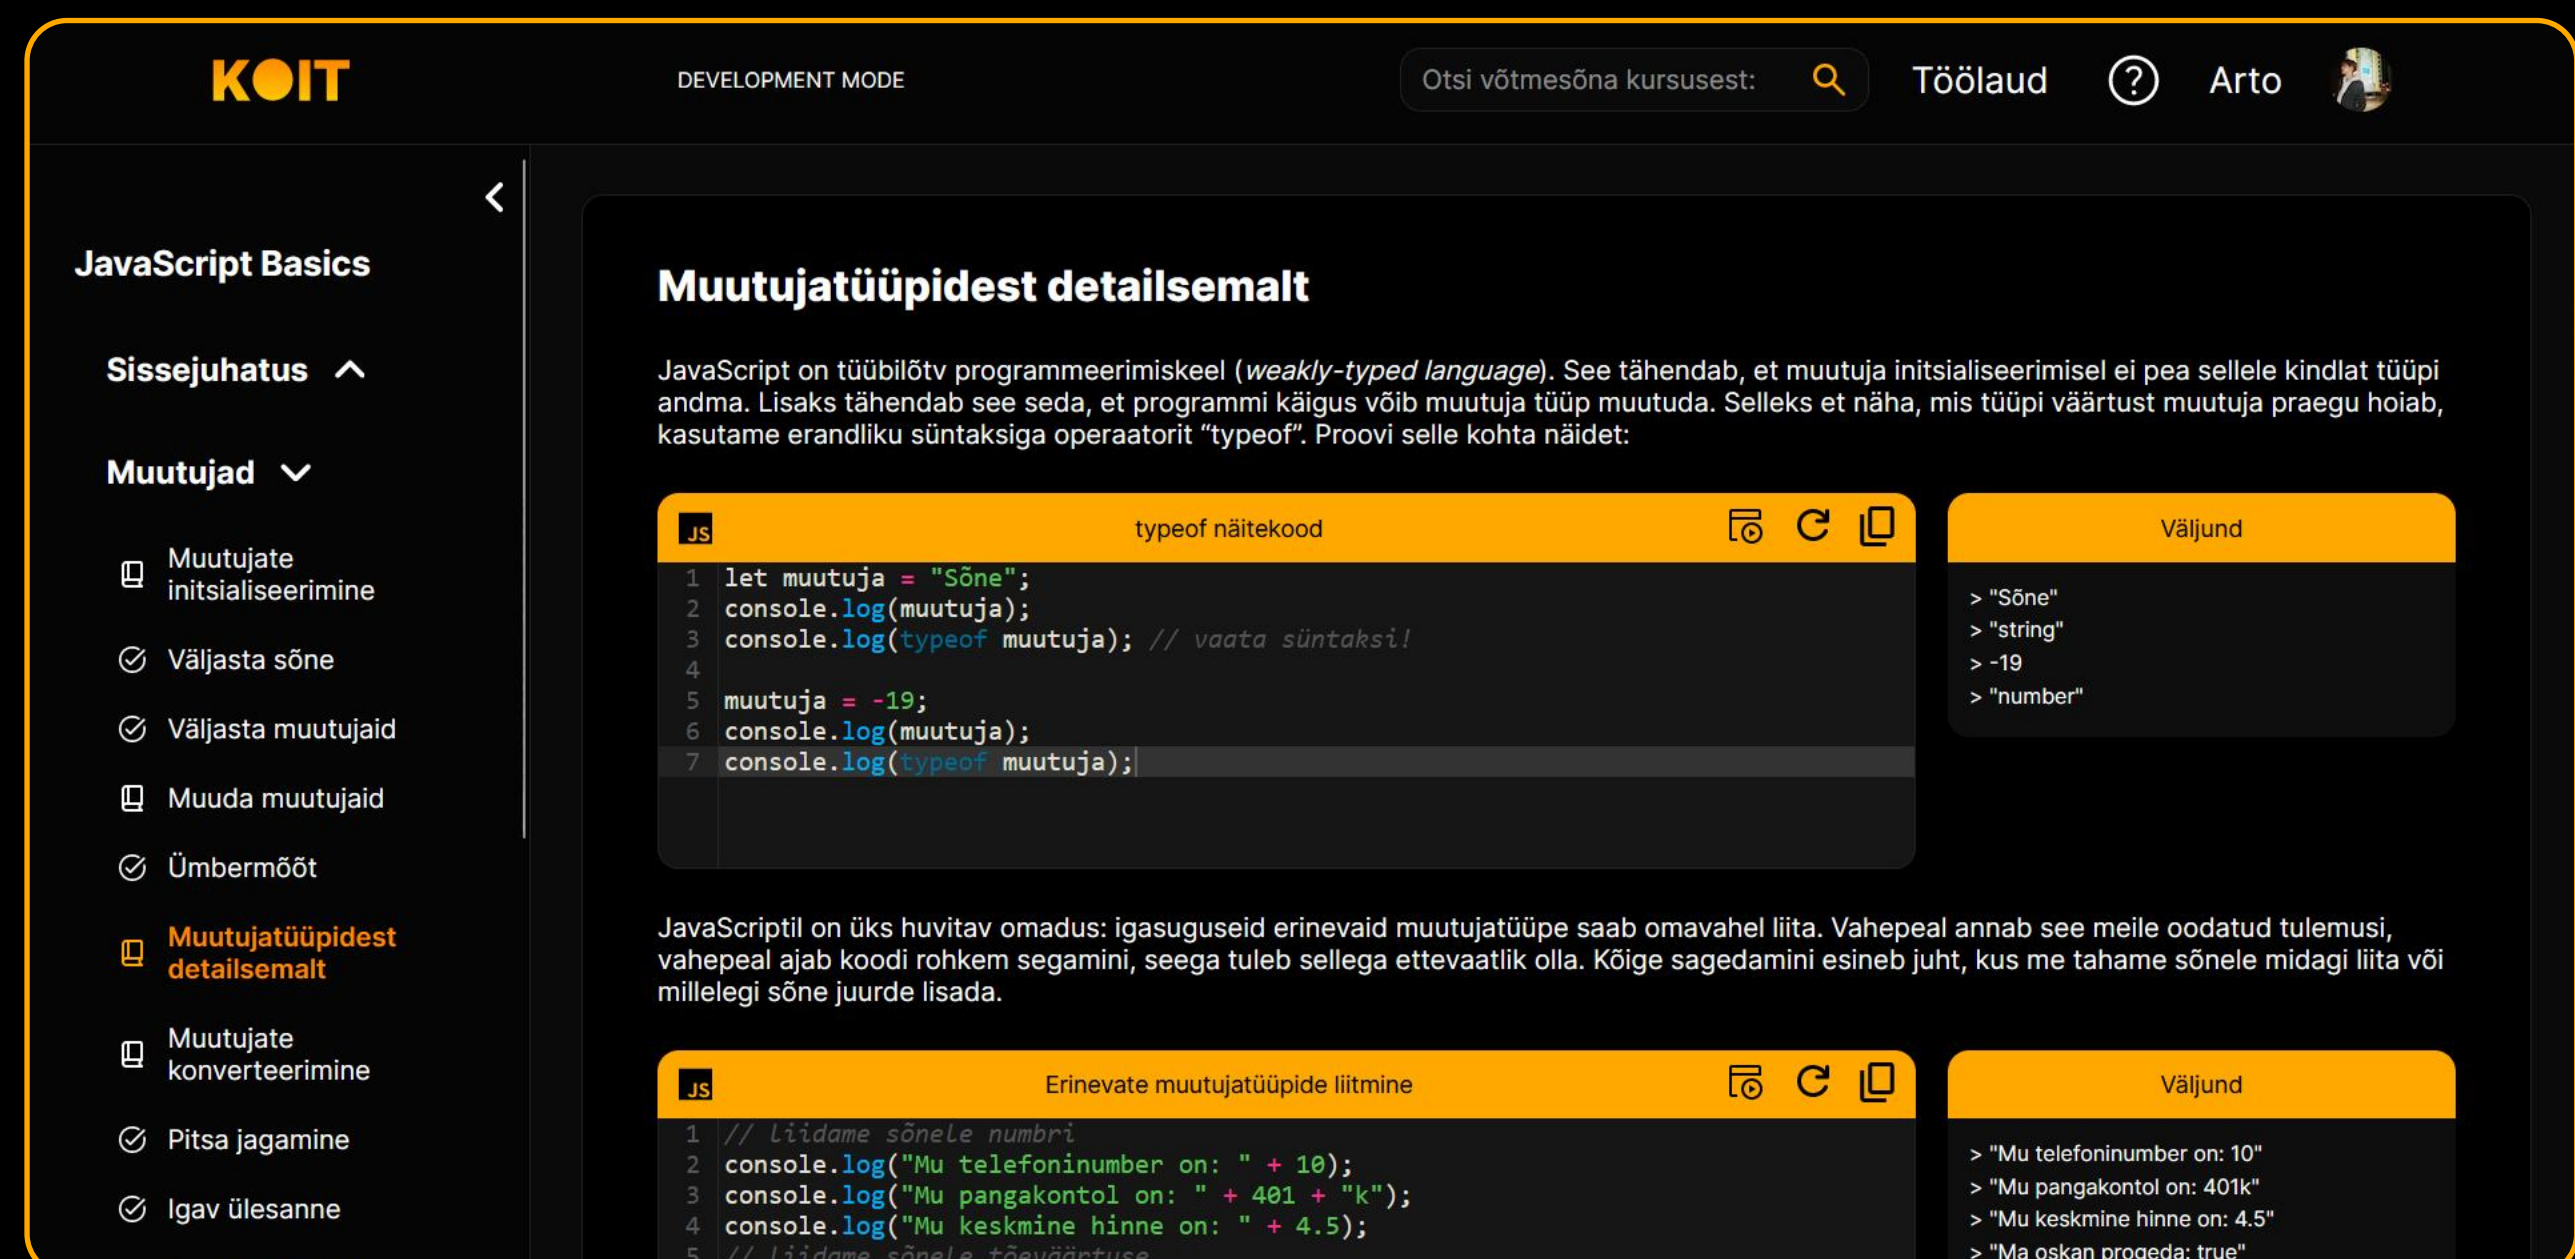 KOIT
DEVELOPMENT MODE
Otsi võtmesõna kursusest:
Töölaud
?
Arto
JavaScript Basics
Sissejuhatus
Muutujad
Muutujate
initsialiseerimine
Väljasta sõne
Väljasta muutujaid
Muuda muutujaid
Ümbermõõt
Muutujatüüpidest
detailsemalt
Muutujate
konverteerimine
Pitsa jagamine
Igav ülesanne
Muutujatüüpidest detailsemalt
JavaScript on tüübilõtv programmeerimiskeel (weakly-typed language). See tähendab, et muutuja initsialiseerimisel ei pea sellele kindlat tüüpi
andma. Lisaks tähendab see seda, et programmi käigus võib muutuja tüüp muutuda. Selleks et näha, mis tüüpi väärtust muutuja praegu hoiab,
kasutame erandliku süntaksiga operaatorit “typeof”. Proovi selle kohta näidet:
JS
typeof näitekood
1 let muutuja = "Sõne";
2 console.log(muutuja);
3 console.log(typeof muutuja); // vaata süntaksi!
4
5 muutuja = -19;
6 console.log(muutuja);
7 console.log(typeof muutuja);
Väljund
> "Sõne"
> "string"
> -19
> "number"
JavaScriptil on üks huvitav omadus: igasuguseid erinevaid muutujatüüpe saab omavahel liita. Vahepeal annab see meile oodatud tulemusi,
vahepeal ajab koodi rohkem segamini, seega tuleb sellega ettevaatlik olla. Kõige sagedamini esineb juht, kus me tahame sõnele midagi liita või
millelegi sõne juurde lisada.
JS
Erinevate muutujatüüpide liitmine
1 // Liidame sõnele numbri
2 console.log("Mu telefoninumber on: " + 10);
3 console.log("Mu pangakontol on: " + 401 + "k");
4 console.log("Mu keskmine hinne on: " + 4.5);
5 // Liidame sõnele tõeväärtuse
Väljund
> "Mu telefoninumber on: 10"
> "Mu pangakontol on: 401k"
> "Mu keskmine hinne on: 4.5"
> "Ma oskan progeda: true"